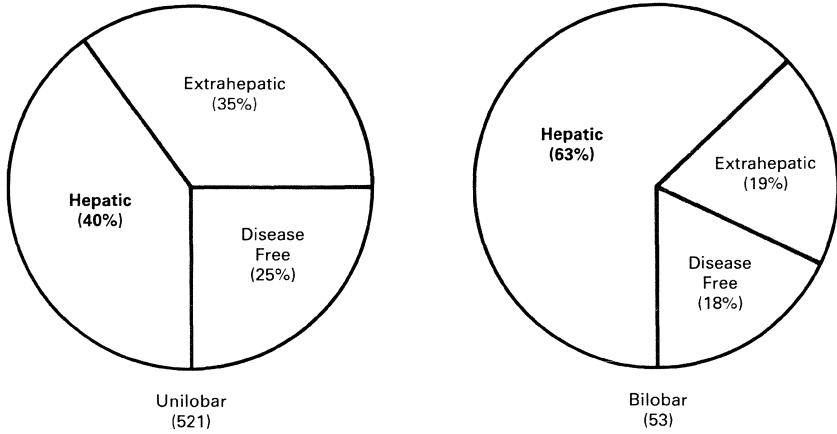 Extrahepatic
(35%)
Hepatic
(40%)
Disease
Free
(25%)
Unilobar
(521)
Hepatic
(63%)
Extrahepatic
(19%)
Disease
Free
(18%)
Bilobar
(53)